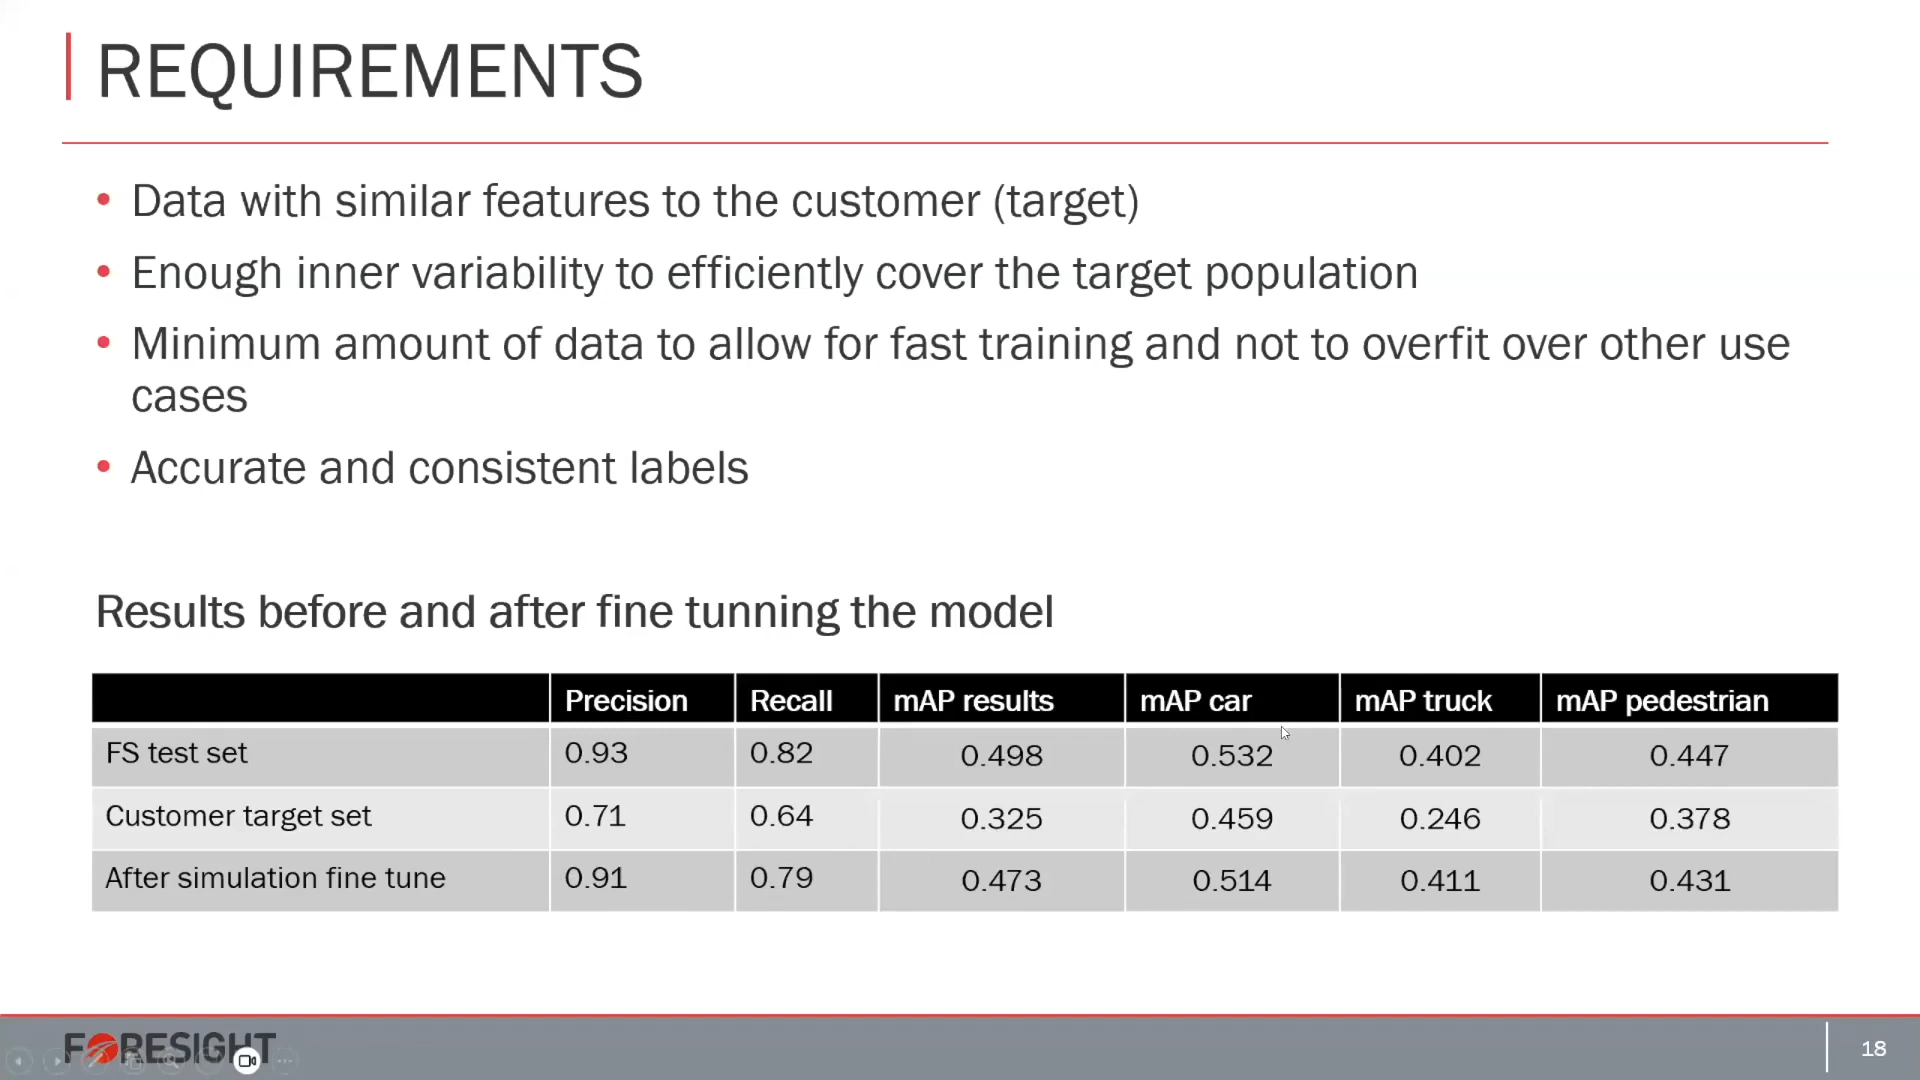 REQUIREMENTS
• Data with similar features to the customer (target)
• Enough inner variability to efficiently cover the target population
• Minimum amount of data to allow for fast training and not to overfit over other use
cases
• Accurate and consistent labels
Results before and after fine tunning the model
Precision Recall mAP results mAP car mAP truck mAP pedestrian
FS test set 0.93 0.82 0.498 0.532 0.402 0.447
Customer target set 0.71 0.64 0.325 0.459 0.246 0.378
After simulation fine tune 0.91 0.79 0.473 0.514 0.411 0.431
FORESIGHT
18